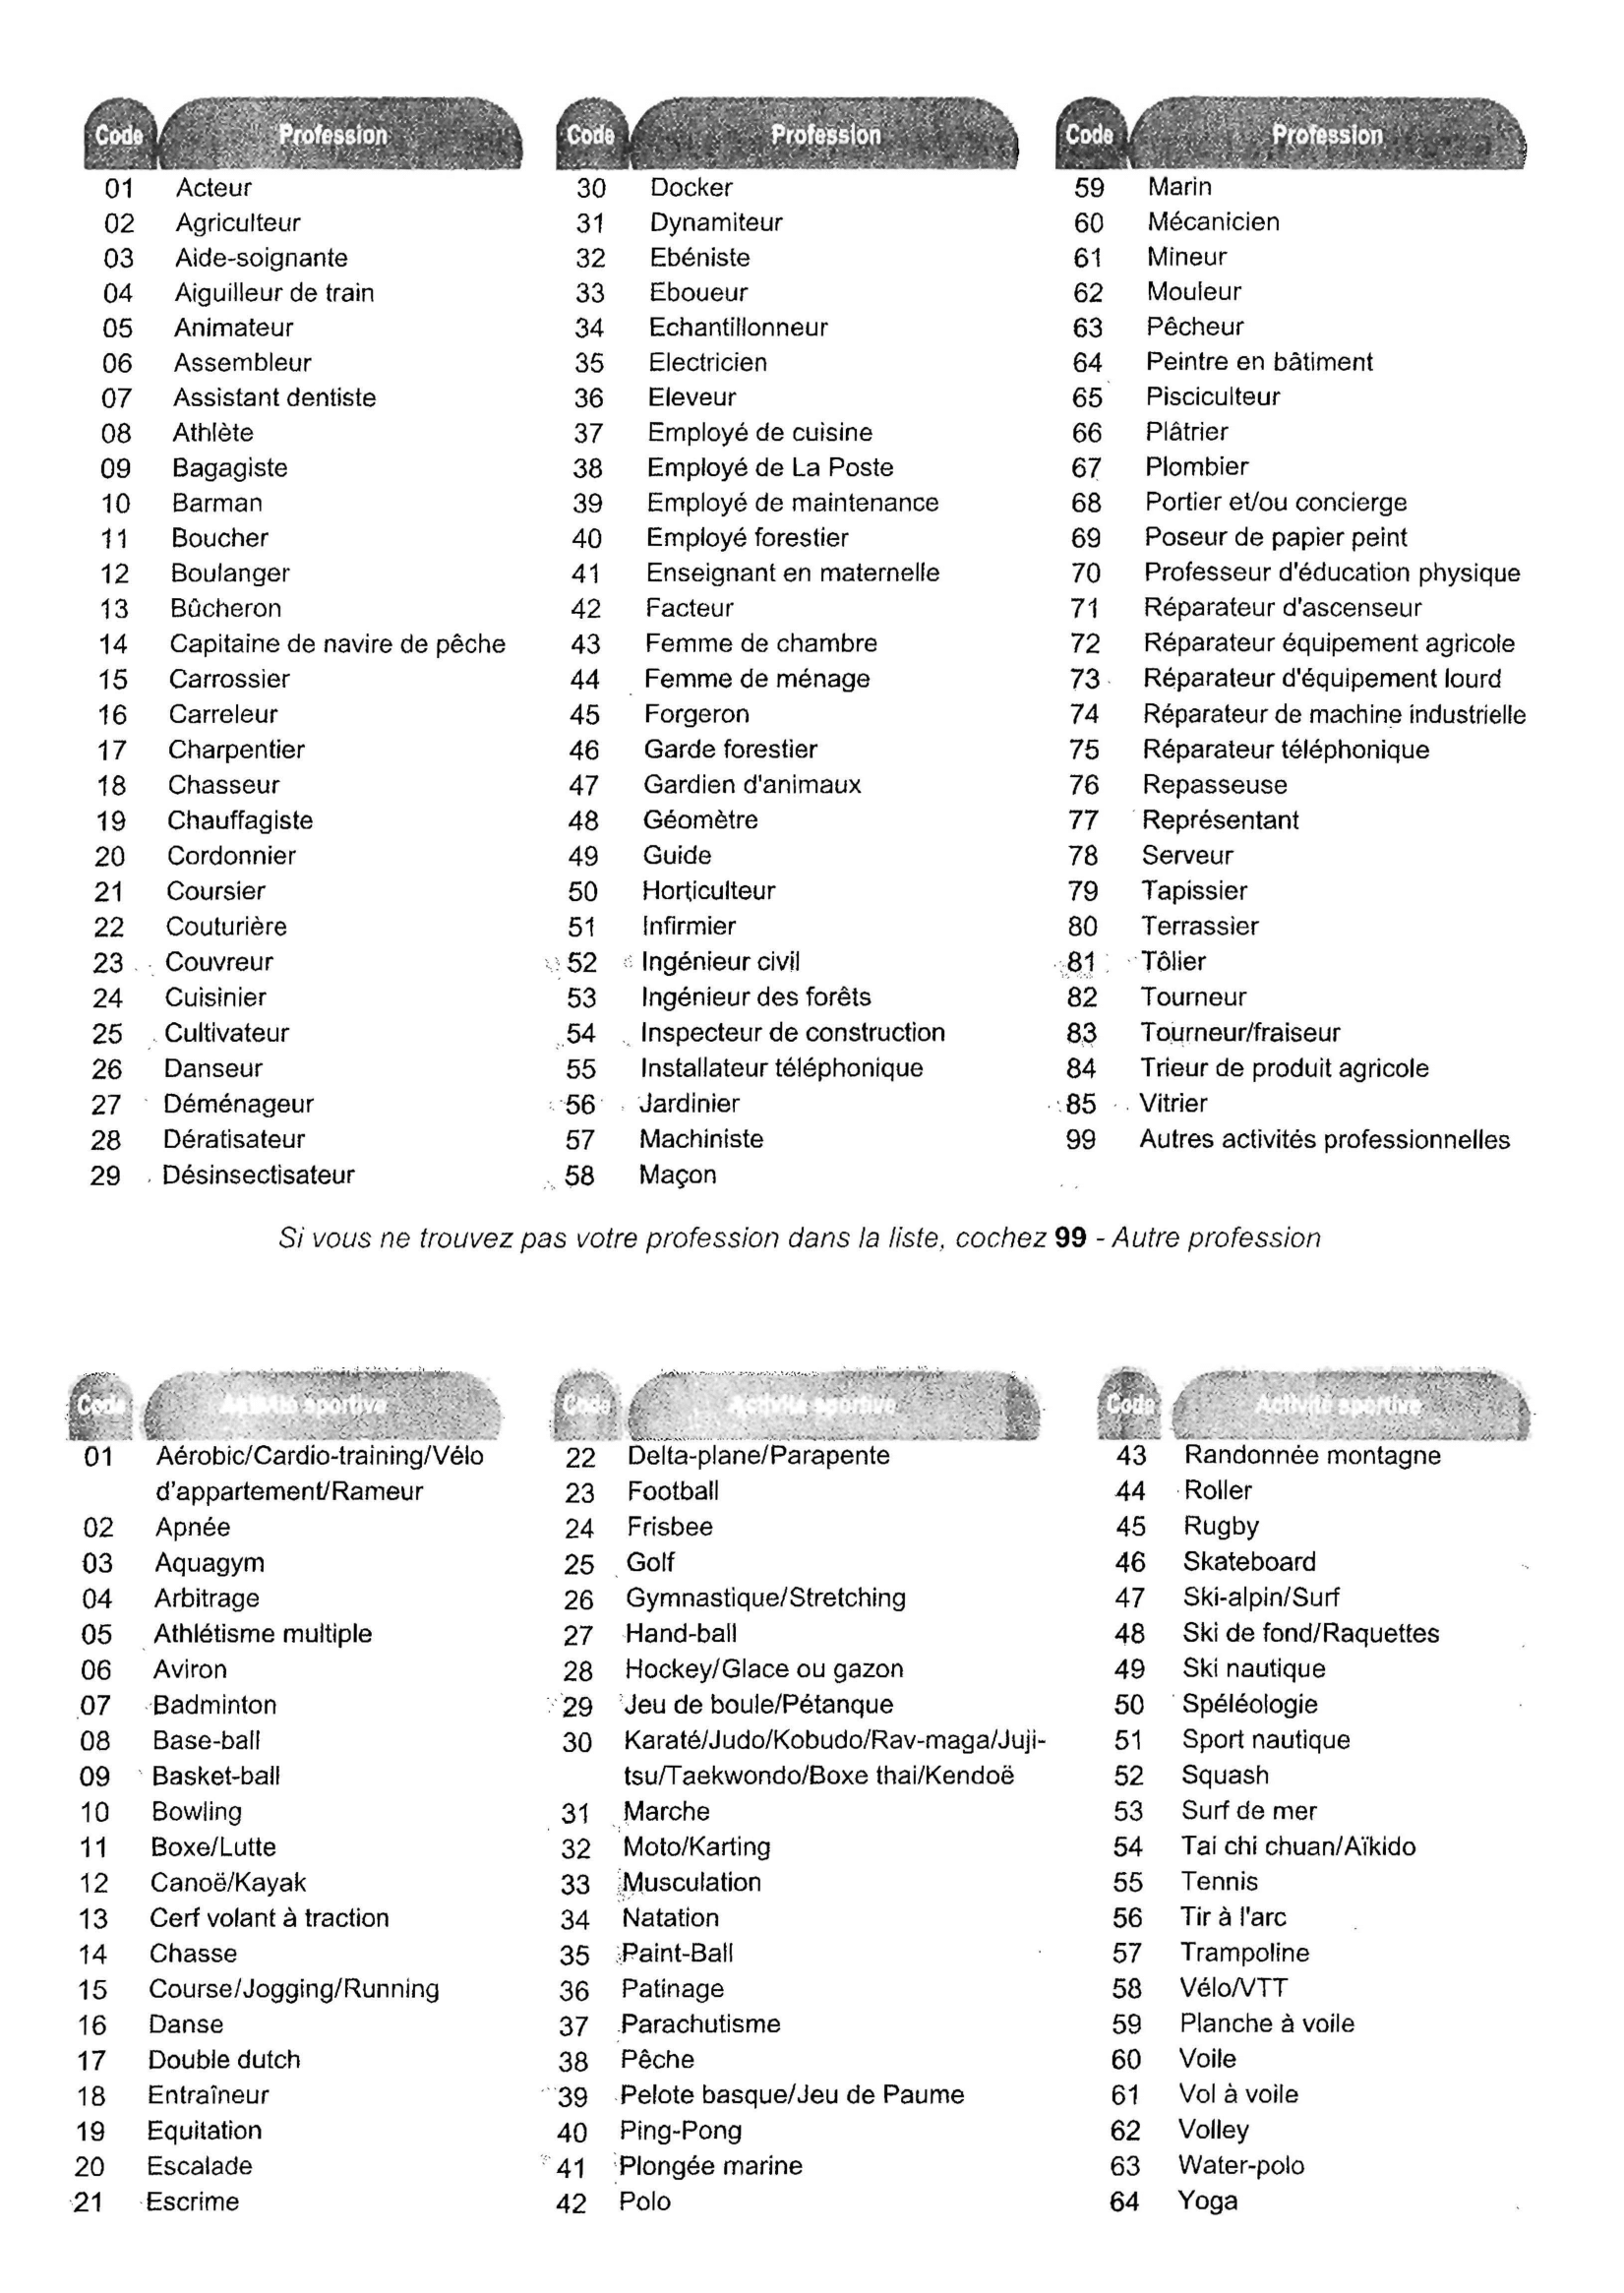 Code Profession
01 Acteur
02 Agriculteur
03 Aide-soignante
04 Aiguilleur de train
05 Animateur
06 Assembleur
07 Assistant dentiste
08 Athlète
09 Bagagiste
10 Barman
11 Boucher
12 Boulanger
13 Bûcheron
14 Capitaine de navire de pêche
15 Carrossier
16 Carreleur
17 Charpentier
18 Chasseur
19 Chauffagiste
20 Cordonnier
21 Coursier
22 Couturière
23 Couvreur
24 Cuisinier
25 Cultivateur
26 Danseur
27 Déménageur
28 Dératisateur
29 Désinsectisateur
Code Profession
30 Docker
31 Dynamiteur
32 Ebéniste
33 Eboueur
34 Echantillonneur
35 Electricien
36 Eleveur
37 Employé de cuisine
38 Employé de La Poste
39 Employé de maintenance
40 Employé forestier
41 Enseignant en maternelle
42 Facteur
43 Femme de chambre
44 Femme de ménage
45 Forgeron
46 Garde forestier
47 Gardien d'animaux
48 Géomètre
49 Guide
50 Horticulteur
51 Infirmier
52 Ingénieur civil
53 Ingénieur des forêts
54 Inspecteur de construction
55 Installateur téléphonique
56 Jardinier
57 Machiniste
58 Maçon
Code Profession
59 Marin
60 Mécanicien
61 Mineur
62 Mouleur
63 Pêcheur
64 Peintre en bâtiment
65 Pisciculteur
66 Plâtrier
67 Plombier
68 Portier et/ou concierge
69 Poseur de papier peint
70 Professeur d'éducation physique
71 Réparateur d'ascenseur
72 Réparateur équipement agricole
73 Réparateur d'équipement lourd
74 Réparateur de machine industrielle
75 Réparateur téléphonique
76 Repasseuse
77 Représentant
78 Serveur
79 Tapissier
80 Terrassier
81 Tôlier
82 Tourneur
83 Tourneur/fraiseur
84 Trieur de produit agricole
85 Vitrier
99 Autres activités professionnelles
Si vous ne trouvez pas votre profession dans la liste, cochez 99 - Autre profession
Code Activité sportive
01 Aérobic/Cardio-training/Vélo
d'appartement/Rameur
02 Apnée
03 Aquagym
04 Arbitrage
05 Athlétisme multiple
06 Aviron
07 Badminton
08 Base-ball
09 Basket-ball
10 Bowling
11 Boxe/Lutte
12 Canoë/Kayak
13 Cerf volant à traction
14 Chasse
15 Course/Jogging/Running
16 Danse
17 Double dutch
18 Entraîneur
19 Equitation
20 Escalade
21 Escrime
Code Activité sportive
22 Delta-plane/Parapente
23 Football
24 Frisbee
25 Golf
26 Gymnastique/Stretching
27 Hand-ball
28 Hockey/Glace ou gazon
29 Jeu de boule/Pétanque
30 Karaté/Judo/Kobudo/Rav-maga/Juji-
tsu/Taekwondo/Boxe thai/Kendoë
31 Marche
32 Moto/Karting
33 Musculation
34 Natation
35 Paint-Ball
36 Patinage
37 Parachutisme
38 Pêche
39 Pelote basque/Jeu de Paume
40 Ping-Pong
41 Plongée marine
42 Polo
Code Activité sportive
43 Randonnée montagne
44 Roller
45 Rugby
46 Skateboard
47 Ski-alpin/Surf
48 Ski de fond/Raquettes
49 Ski nautique
50 Spéléologie
51 Sport nautique
52 Squash
53 Surf de mer
54 Tai chi chuan/Aïkido
55 Tennis
56 Tir à l'arc
57 Trampoline
58 Vélo/VTT
59 Planche à voile
60 Voile
61 Vol à voile
62 Volley
63 Water-polo
64 Yoga